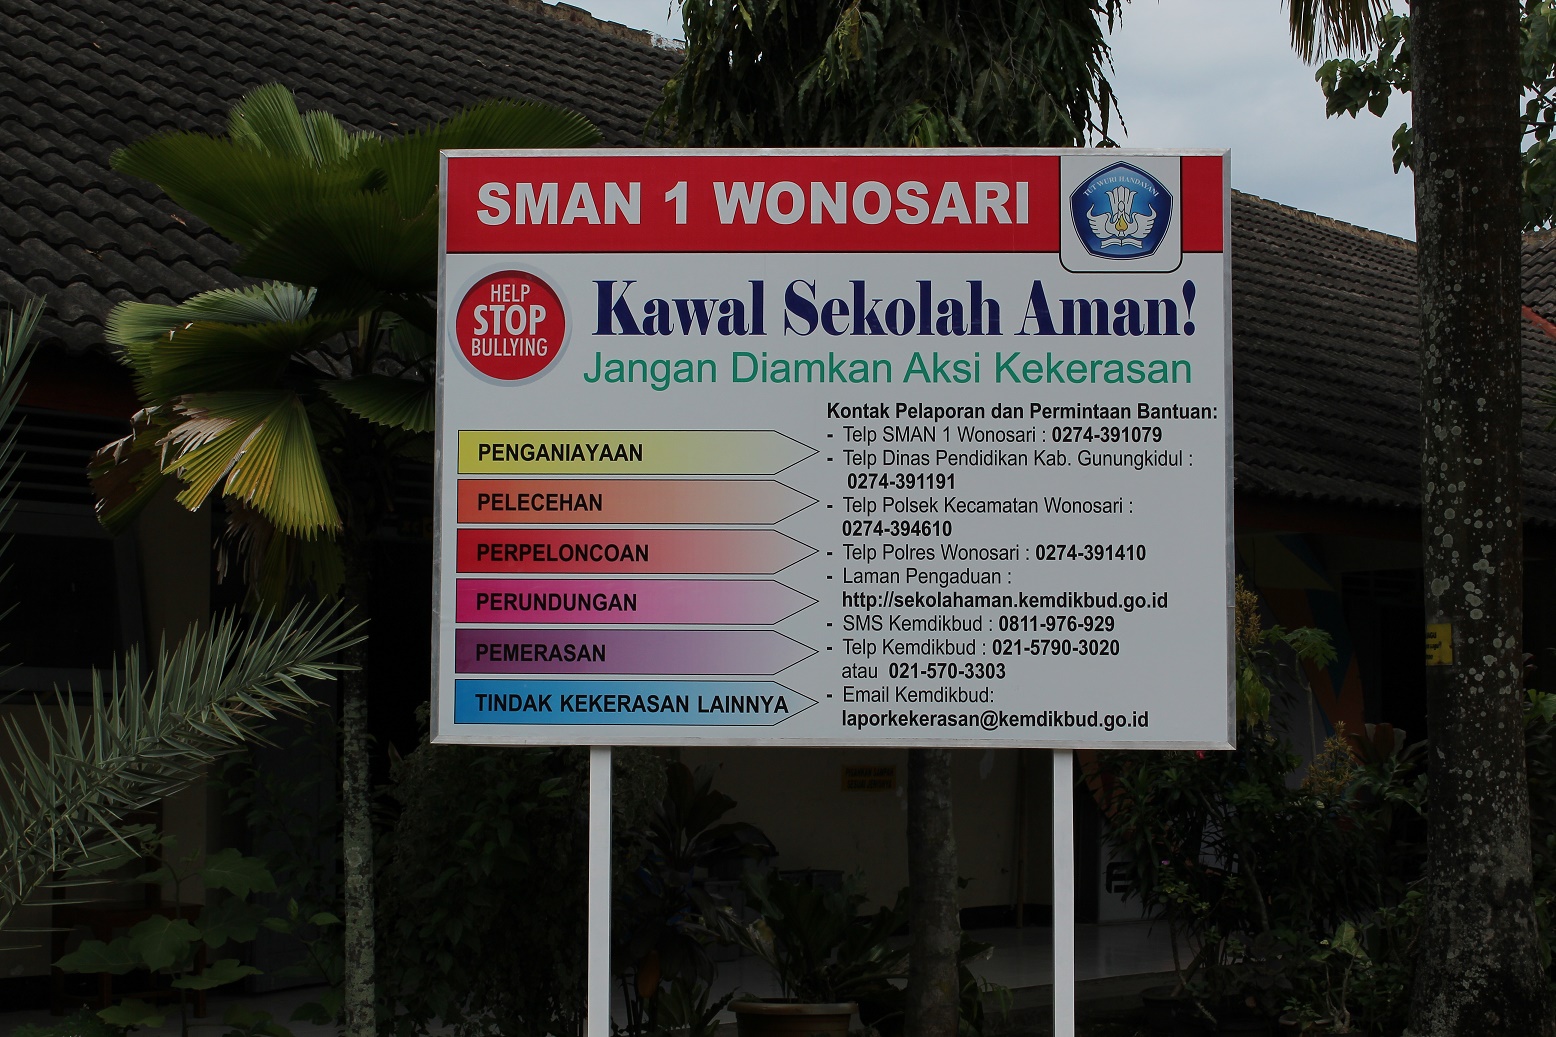 SMAN 1 WONOSARI
TUT WURI HANDAYANI
HELP
STOP
BULLYING
Kawal Sekolah Aman!
Jangan Diamkan Aksi Kekerasan
PENGANIAYAAN
PELECEHAN
PERPELONCOAN
PERUNDUNGAN
PEMERASAN
TINDAK KEKERASAN LAINNYA
Kontak Pelaporan dan Permintaan Bantuan:
- Telp SMAN 1 Wonosari : 0274-391079
- Telp Dinas Pendidikan Kab. Gunungkidul :
0274-391191
- Telp Polsek Kecamatan Wonosari :
0274-394610
- Telp Polres Wonosari : 0274-391410
- Laman Pengaduan :
http://sekolahaman.kemdikbud.go.id
- SMS Kemdikbud : 0811-976-929
- Telp Kemdikbud : 021-5790-3020
atau 021-570-3303
- Email Kemdikbud:
laporkekerasan@kemdikbud.go.id